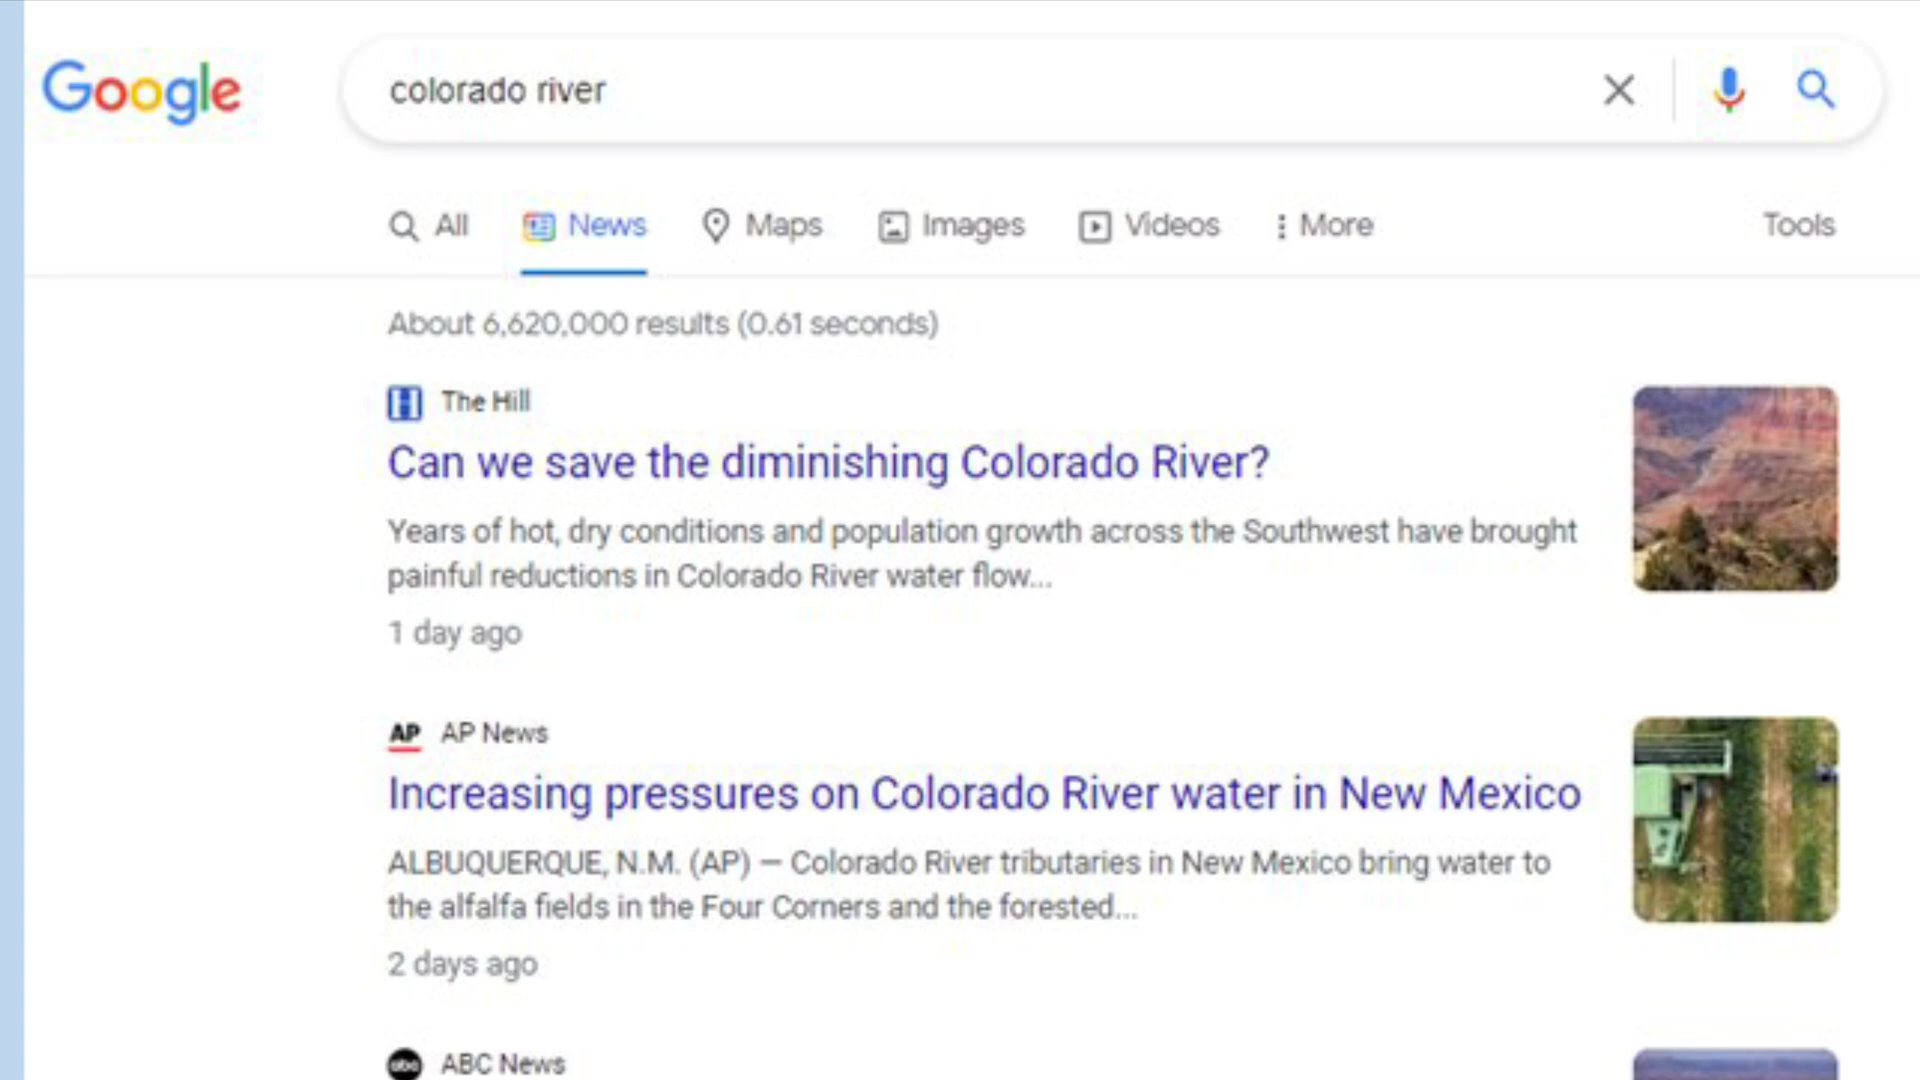 Google
colorado river
All News Maps Images Videos More Tools
About 6,620,000 results (0.61 seconds)
The Hill
Can we save the diminishing Colorado River?
Years of hot, dry conditions and population growth across the Southwest have brought
painful reductions in Colorado River water flow...
1 day ago
AP AP News
Increasing pressures on Colorado River water in New Mexico
ALBUQUERQUE, N.M. (AP) — Colorado River tributaries in New Mexico bring water to
the alfalfa fields in the Four Corners and the forested...
2 days ago
abc ABC News